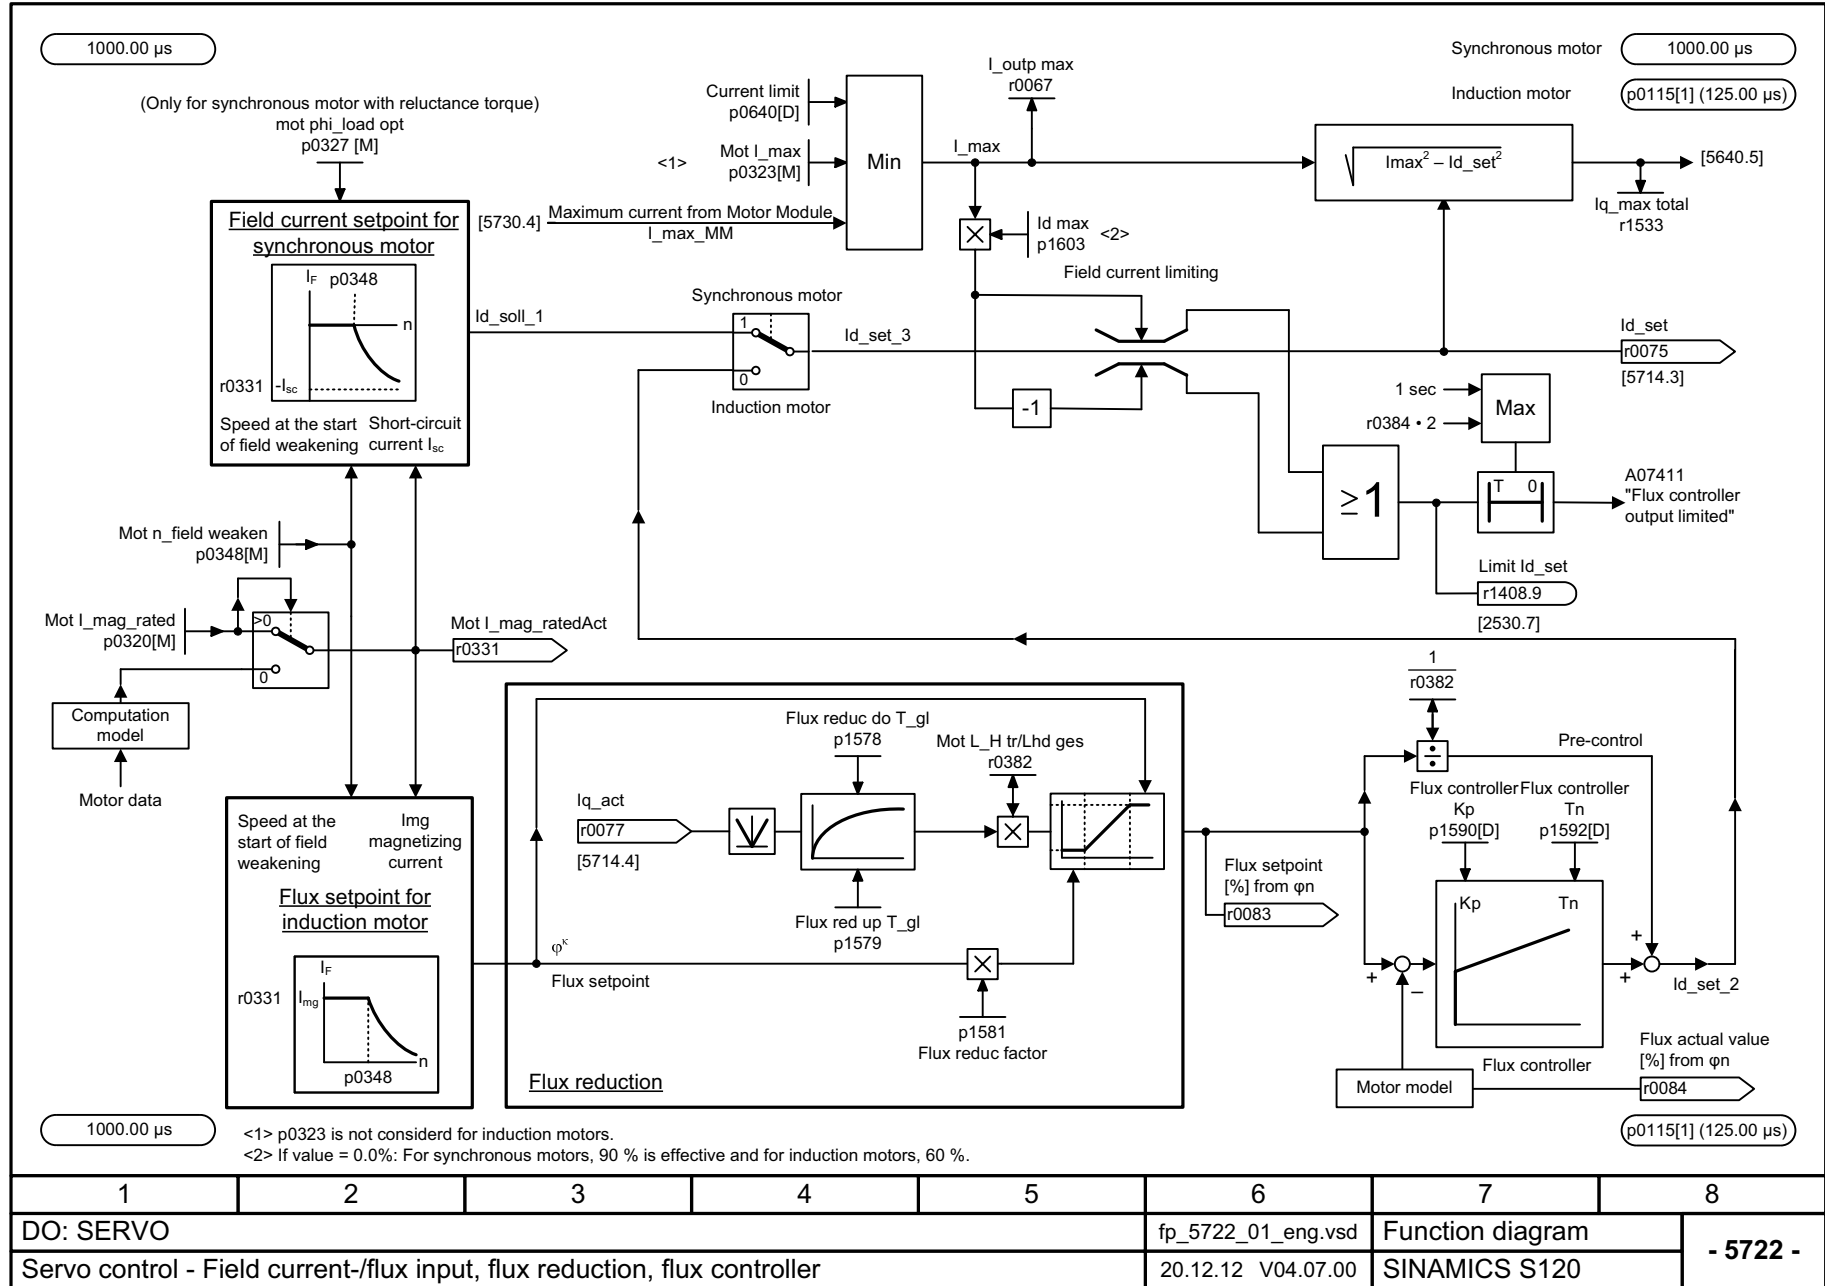 1000.00 µs
Synchronous motor
1000.00 µs
Induction motor
p0115[1] (125.00 µs)
(Only for synchronous motor with reluctance torque)
mot phi_load opt
p0327 [M]
Current limit
p0640[D]
<1>
Mot I_max
p0323[M]
[5730.4]
Maximum current from Motor Module
I_max_MM
Min
I_max
I_outp max
r0067
Id max
p1603
<2>
Imax² – Id_set²
[5640.5]
Iq_max total
r1533
Field current setpoint for
synchronous motor
I_F
p0348
n
r0331
-I_sc
Speed at the start
of field weakening
Short-circuit
current I_sc
Id_soll_1
Synchronous motor
1
0
Induction motor
Id_set_3
Field current limiting
-1
Id_set
r0075
[5714.3]
1 sec
r0384 • 2
Max
≥1
T 0
A07411
"Flux controller
output limited"
Limit Id_set
r1408.9
[2530.7]
Mot n_field weaken
p0348[M]
Mot I_mag_rated
p0320[M]
>0
0
Mot I_mag_ratedAct
r0331
Computation
model
Motor data
Speed at the
start of field
weakening
Img
magnetizing
current
Flux setpoint for
induction motor
I_F
r0331
I_mg
n
p0348
Flux reduc do T_gl
p1578
Mot L_H tr/Lhd ges
r0382
Iq_act
r0077
[5714.4]
Flux red up T_gl
p1579
φᴷ
Flux setpoint
p1581
Flux reduc factor
Flux reduction
Flux setpoint
[%] from φn
r0083
1
r0382
÷
Pre-control
Flux controller
Kp
p1590[D]
Flux controller
Tn
p1592[D]
Kp
Tn
+
–
+
+
Id_set_2
Flux controller
Motor model
Flux actual value
[%] from φn
r0084
1000.00 µs
p0115[1] (125.00 µs)
<1> p0323 is not considerd for induction motors.
<2> If value = 0.0%: For synchronous motors, 90 % is effective and for induction motors, 60 %.
1 2 3 4 5 6 7 8
DO: SERVO
fp_5722_01_eng.vsd
Function diagram
- 5722 -
Servo control - Field current-/flux input, flux reduction, flux controller
20.12.12 V04.07.00
SINAMICS S120